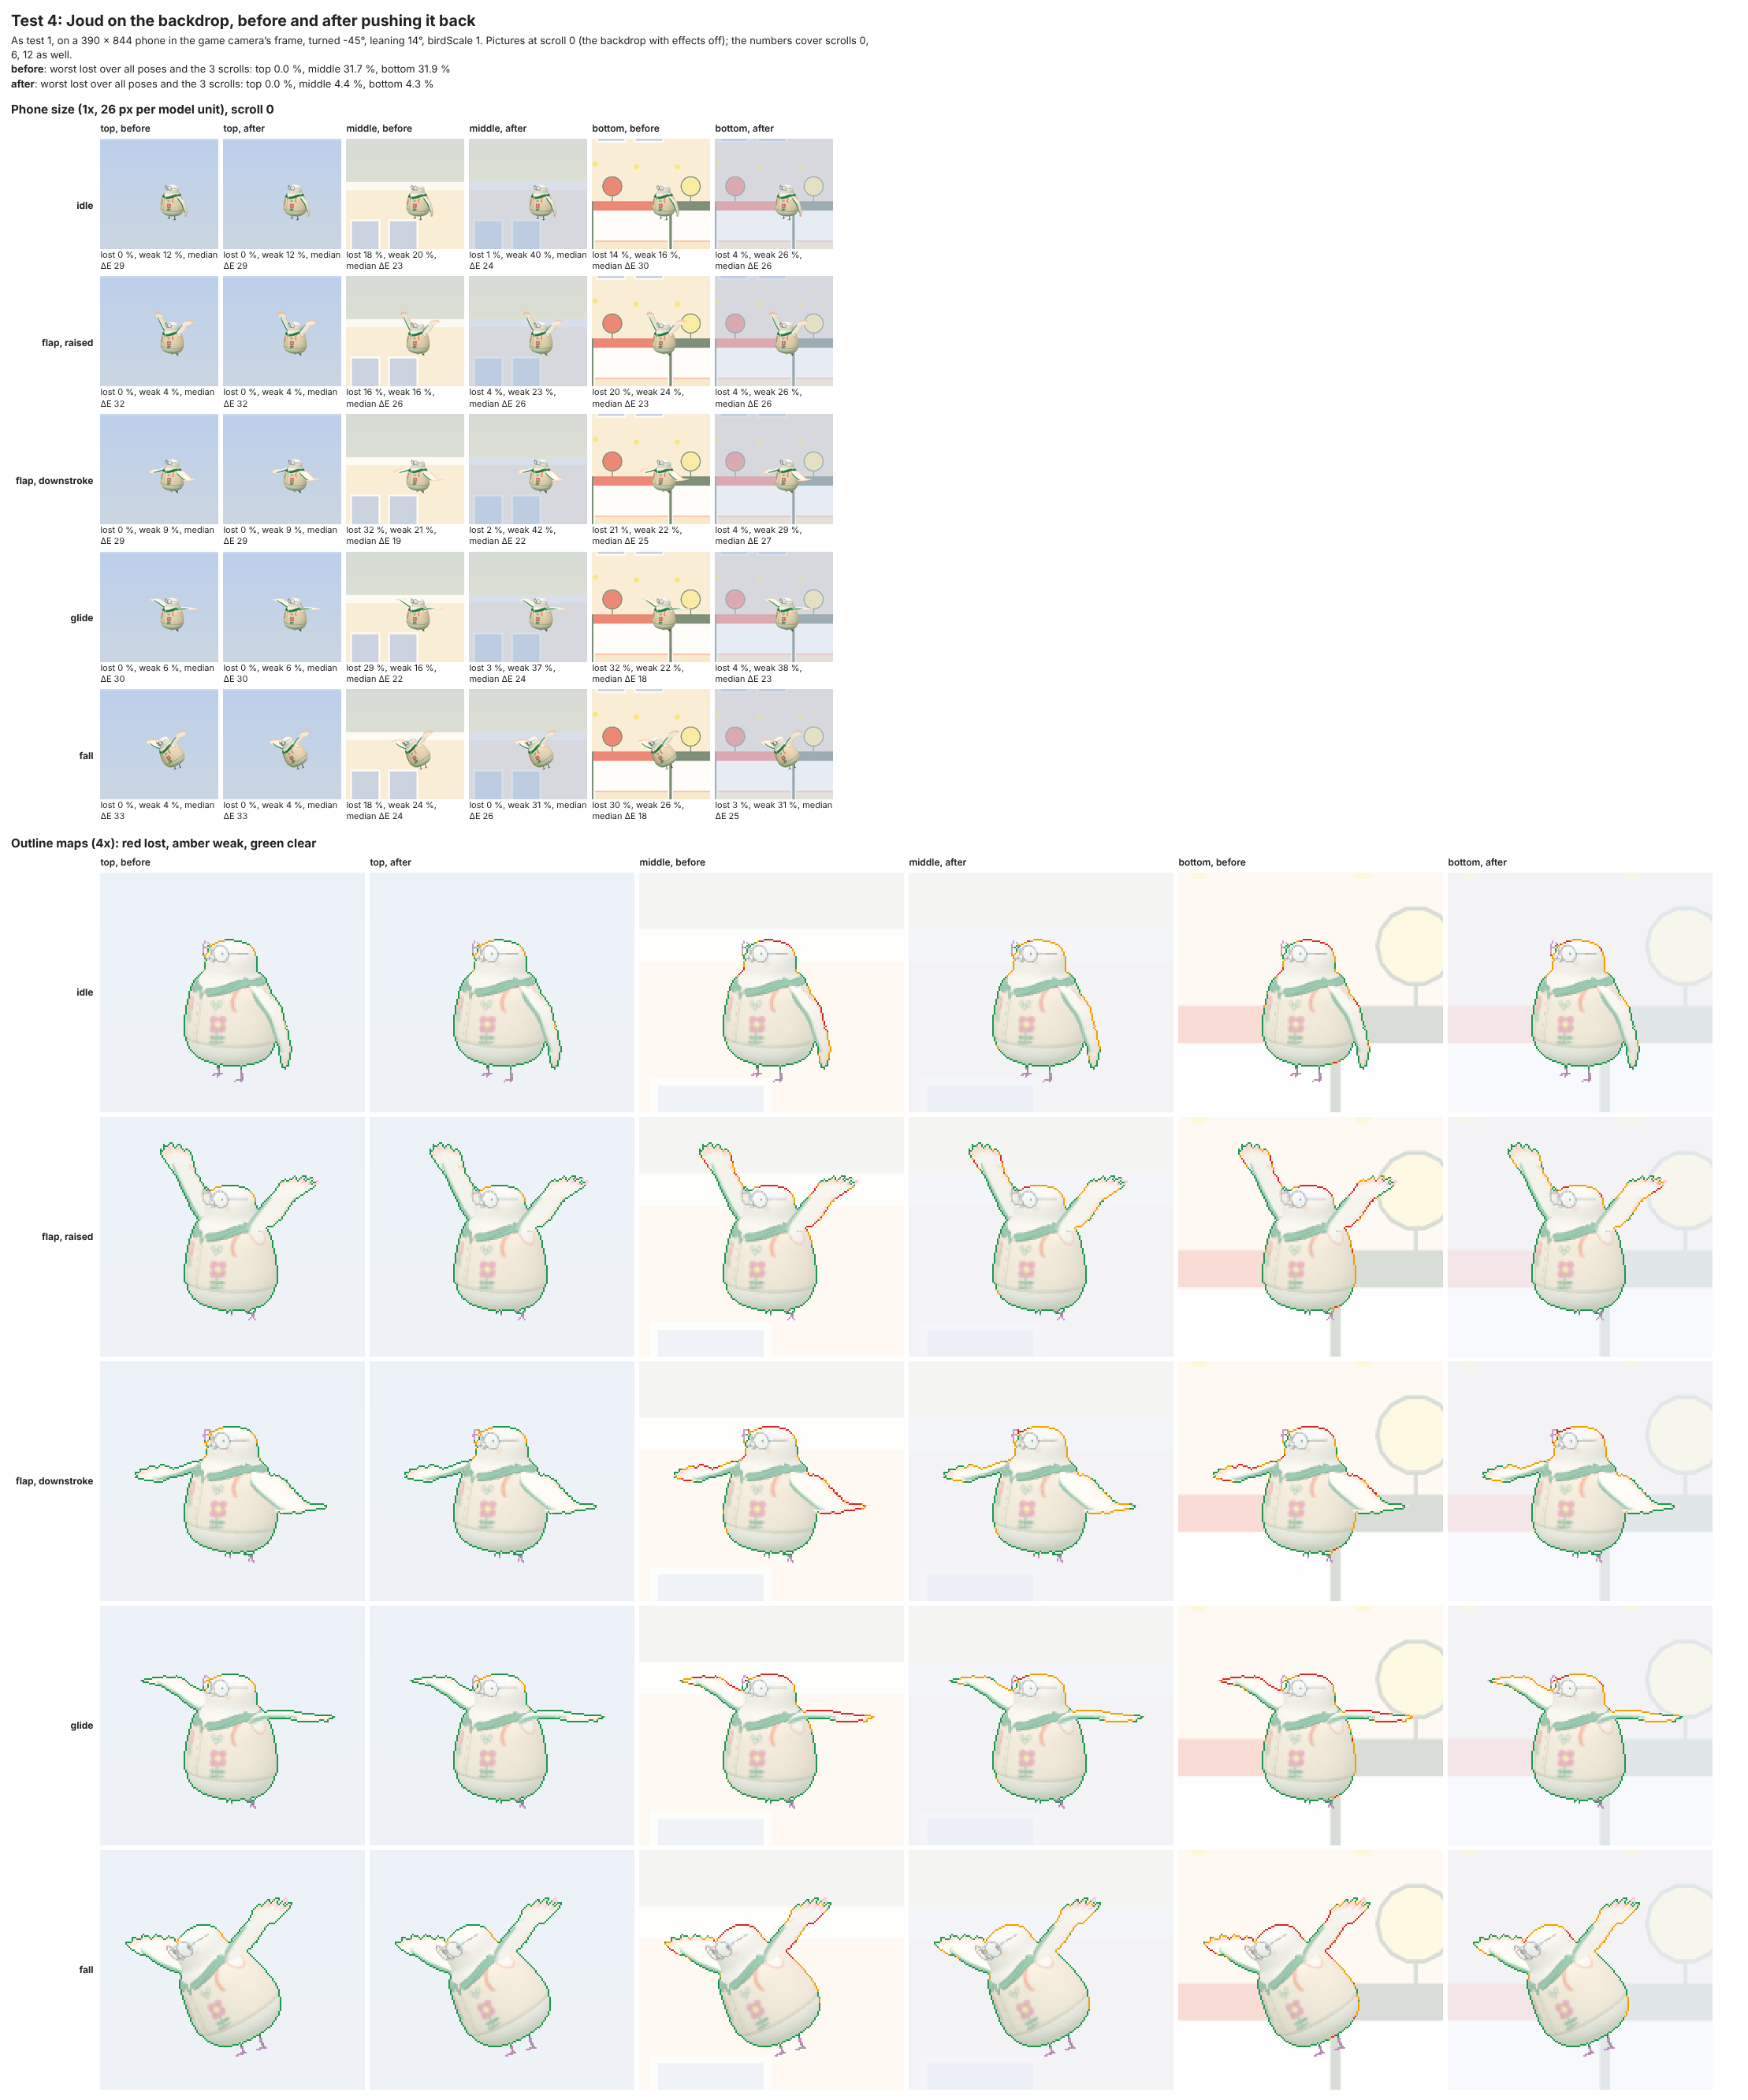 Test 4: Joud on the backdrop, before and after pushing it back
As test 1, on a 390 × 844 phone in the game camera's frame, turned -45°, leaning 14°, birdScale 1. Pictures at scroll 0 (the backdrop with effects off); the numbers cover scrolls 0,
6, 12 as well.
before: worst lost over all poses and the 3 scrolls: top 0.0 %, middle 31.7 %, bottom 31.9 %
after: worst lost over all poses and the 3 scrolls: top 0.0 %, middle 4.4 %, bottom 4.3 %
Phone size (1x, 26 px per model unit), scroll 0
top, before top, after middle, before middle, after bottom, before bottom, after
idle
lost 0 %, weak 12 %, median lost 0 %, weak 12 %, median lost 18 %, weak 20 %, lost 1 %, weak 40 %, median lost 14 %, weak 16 %, lost 4 %, weak 26 %,
ΔE 29 ΔE 29 median ΔE 23 ΔE 24 median ΔE 30 median ΔE 26
flap, raised
lost 0 %, weak 4 %, median lost 0 %, weak 4 %, median lost 16 %, weak 16 %, lost 4 %, weak 23 %, lost 20 %, weak 24 %, lost 4 %, weak 26 %,
ΔE 32 ΔE 32 median ΔE 26 median ΔE 26 median ΔE 23 median ΔE 26
flap, downstroke
lost 0 %, weak 9 %, median lost 0 %, weak 9 %, median lost 32 %, weak 21 %, lost 2 %, weak 42 %, lost 21 %, weak 22 %, lost 4 %, weak 29 %,
ΔE 29 ΔE 29 median ΔE 19 median ΔE 22 median ΔE 25 median ΔE 27
glide
lost 0 %, weak 6 %, median lost 0 %, weak 6 %, median lost 29 %, weak 16 %, lost 3 %, weak 37 %, lost 32 %, weak 22 %, lost 4 %, weak 38 %,
ΔE 30 ΔE 30 median ΔE 22 median ΔE 24 median ΔE 18 median ΔE 23
fall
lost 0 %, weak 4 %, median lost 0 %, weak 4 %, median lost 18 %, weak 24 %, lost 0 %, weak 31 %, median lost 30 %, weak 26 %, lost 3 %, weak 31 %, median
ΔE 33 ΔE 33 median ΔE 24 ΔE 26 median ΔE 18 ΔE 25
Outline maps (4x): red lost, amber weak, green clear
top, before top, after middle, before middle, after bottom, before bottom, after
idle
flap, raised
flap, downstroke
glide
fall